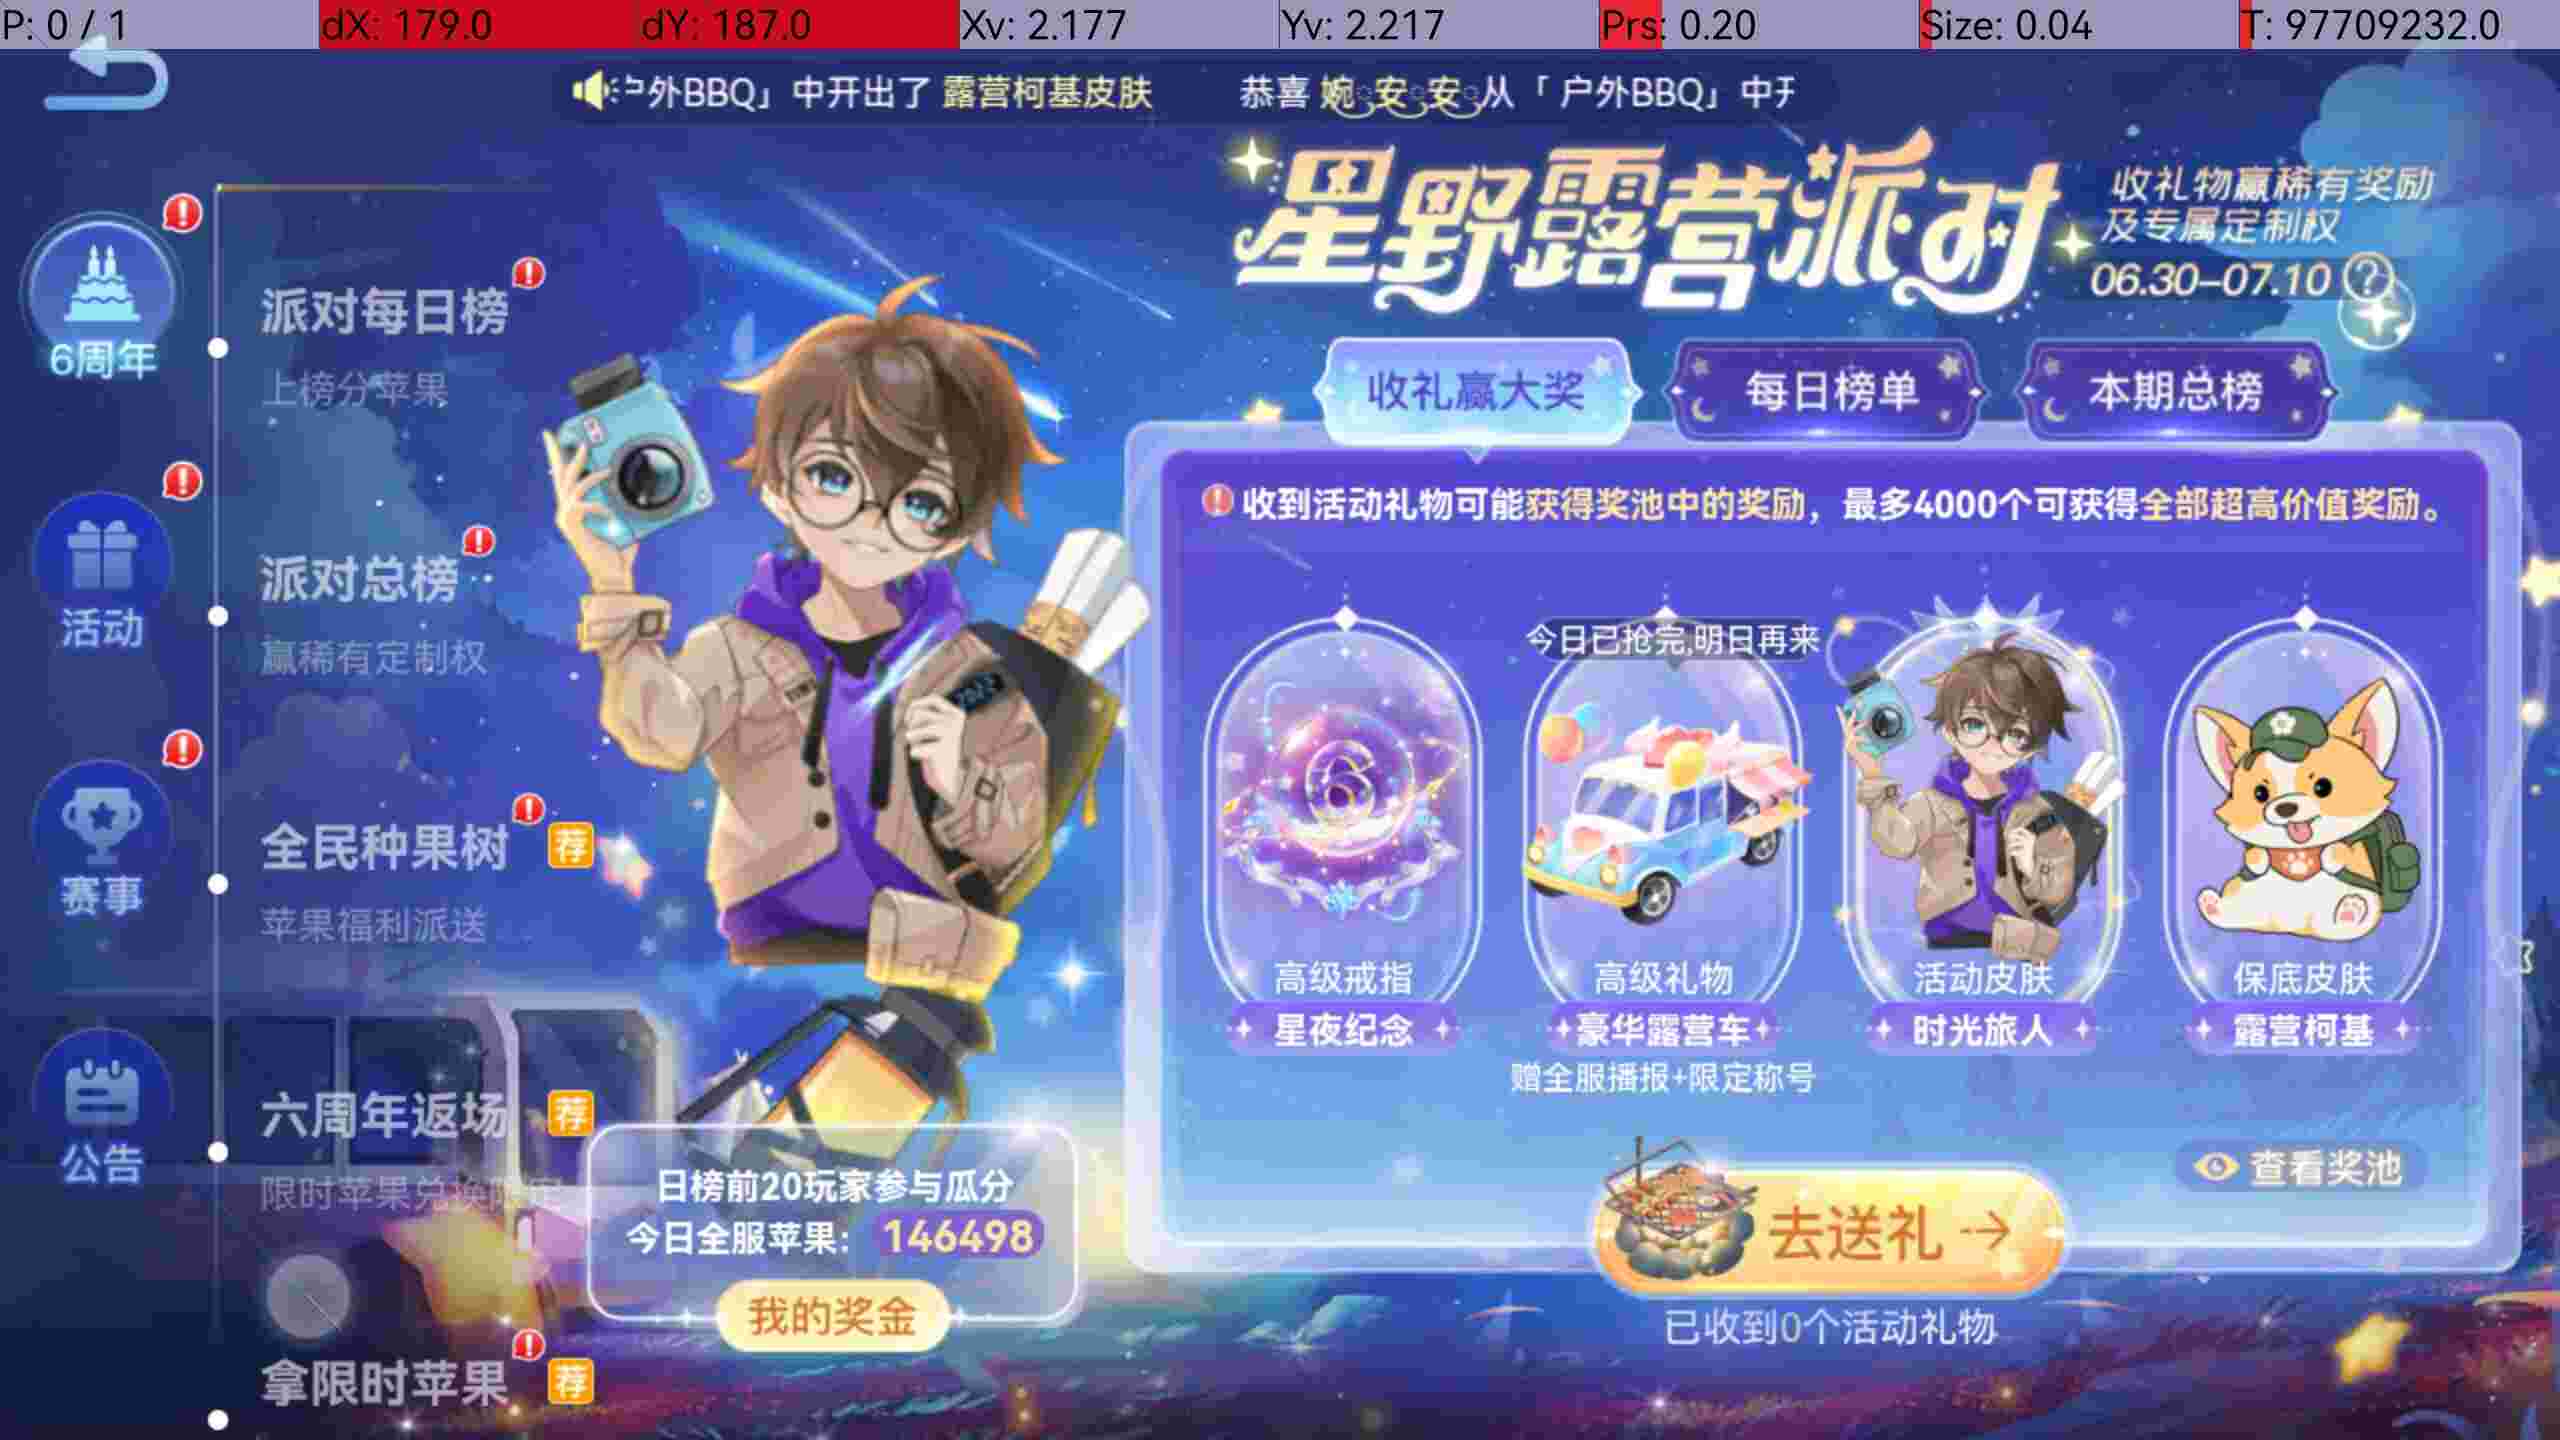 P: 0 / 1
dX: 179.0
dY: 187.0
Xv: 2.177
Yv: 2.217
Prs: 0.20
Size: 0.04
T: 97709232.0
外BBQ」中开出了 露营柯基皮肤
恭喜 婉安安从「 户外BBQ」中开
星野露营派对
收礼物赢稀有奖励
及专属定制权
06.30-07.10
?
6周年
活动
赛事
公告
派对每日榜
上榜分苹果
派对总榜
赢稀有定制权
全民种果树
荐
苹果福利派送
六周年返场
荐
限时苹果兑换限定
拿限时苹果
荐
收礼赢大奖
每日榜单
本期总榜
收到活动礼物可能获得奖池中的奖励，最多4000个可获得全部超高价值奖励。
今日已抢完,明日再来
6
高级戒指
星夜纪念
高级礼物
豪华露营车
赠全服播报+限定称号
活动皮肤
时光旅人
保底皮肤
露营柯基
查看奖池
去送礼
已收到0个活动礼物
日榜前20玩家参与瓜分
今日全服苹果： 146498
我的奖金